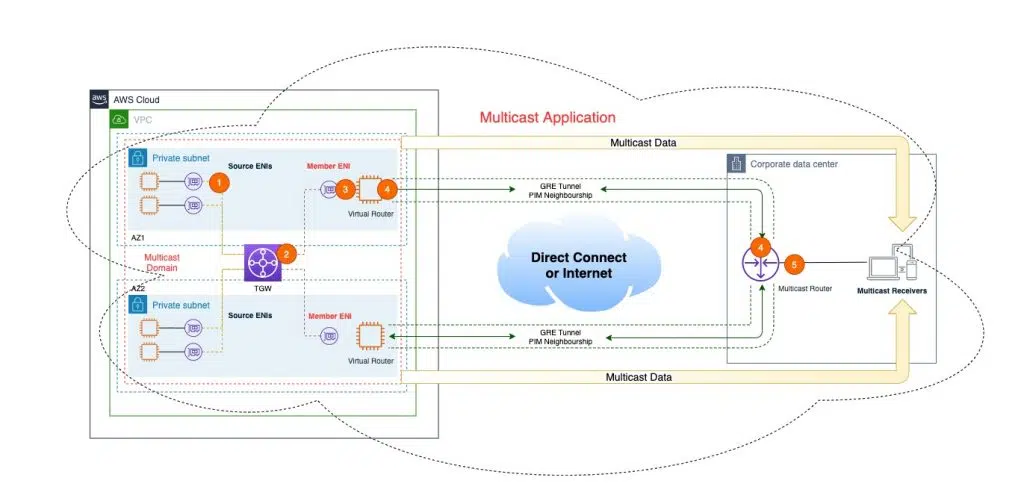 aws
AWS Cloud
VPC
Multicast Application
Multicast Data
Private subnet
Source ENIs
Member ENI
1
3
4
Virtual Router
AZ1
GRE Tunnel
PIM Neighbourship
Corporate data center
Multicast
Domain
2
TGW
Direct Connect
or Internet
4
5
Multicast Router
Multicast Receivers
AZ2
Private subnet
Source ENIs
Member ENI
Virtual Router
GRE Tunnel
PIM Neighbourship
Multicast Data